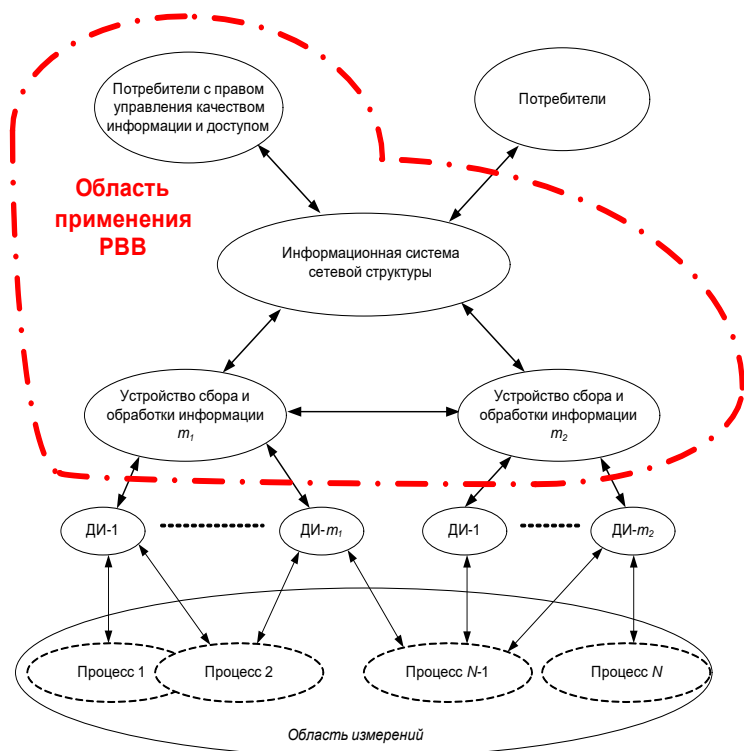 Потребители с правом
управления качеством
информации и доступом
Потребители
Область
применения
РВВ
Информационная система
сетевой структуры
Устройство сбора и
обработки информации
m1
Устройство сбора и
обработки информации
m2
ДИ-1
ДИ-m1
ДИ-1
ДИ-m2
Процесс 1
Процесс 2
Процесс N-1
Процесс N
Область измерений